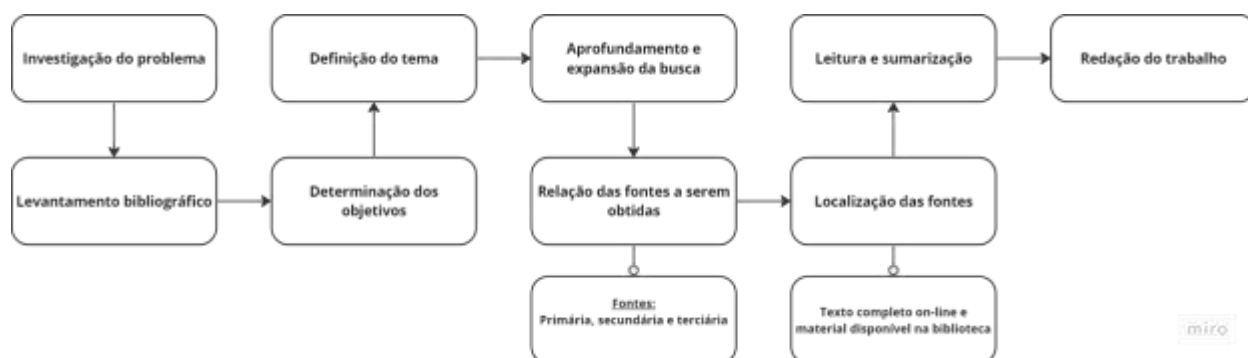 Investigação do problema
Levantamento bibliográfico
Determinação dos
objetivos
Definição do tema
Aprofundamento e
expansão da busca
Relação das fontes a serem
obtidas
Fontes:
Primária, secundária e terciária
Localização das fontes
Texto completo on-line e
material disponível na biblioteca
Leitura e sumarização
Redação do trabalho
miro